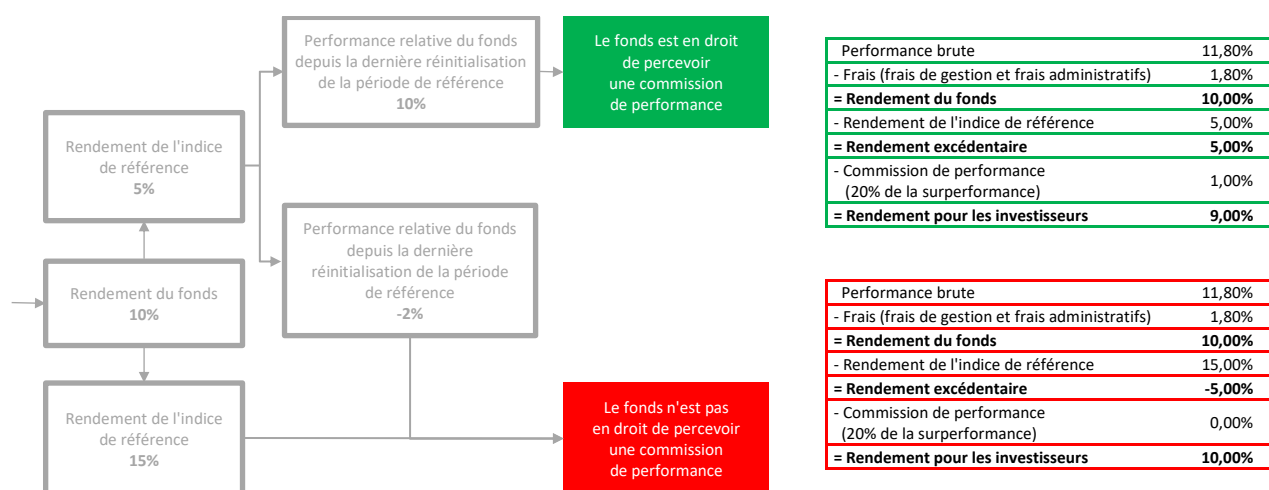 Performance relative du fonds
depuis la dernière réinitialisation
de la période de référence
10%
Le fonds est en droit
de percevoir
une commission
de performance
Rendement de l'indice
de référence
5%
Performance relative du fonds
depuis la dernière
réinitialisation de la période
de référence
-2%
Rendement du fonds
10%
Rendement de l'indice
de référence
15%
Le fonds n'est pas
en droit de percevoir
une commission
de performance
Performance brute 11,80%
- Frais (frais de gestion et frais administratifs) 1,80%
= Rendement du fonds 10,00%
- Rendement de l'indice de référence 5,00%
= Rendement excédentaire 5,00%
- Commission de performance
(20% de la surperformance) 1,00%
= Rendement pour les investisseurs 9,00%
Performance brute 11,80%
- Frais (frais de gestion et frais administratifs) 1,80%
= Rendement du fonds 10,00%
- Rendement de l'indice de référence 15,00%
= Rendement excédentaire -5,00%
- Commission de performance
(20% de la surperformance) 0,00%
= Rendement pour les investisseurs 10,00%